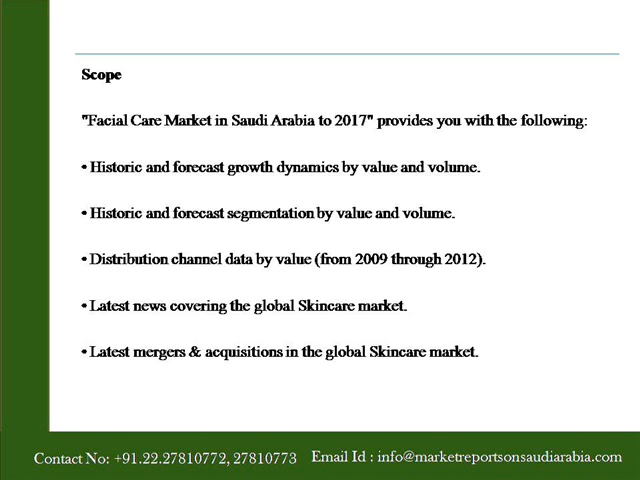 Scope
"Facial Care Market in Saudi Arabia to 2017" provides you with the following:
• Historic and forecast growth dynamics by value and volume.
• Historic and forecast segmentation by value and volume.
• Distribution channel data by value (from 2009 through 2012).
• Latest news covering the global Skincare market.
• Latest mergers & acquisitions in the global Skincare market.
Contact No: +91.22.27810772, 27810773 Email Id : info@marketreportsonsaudiarabia.com